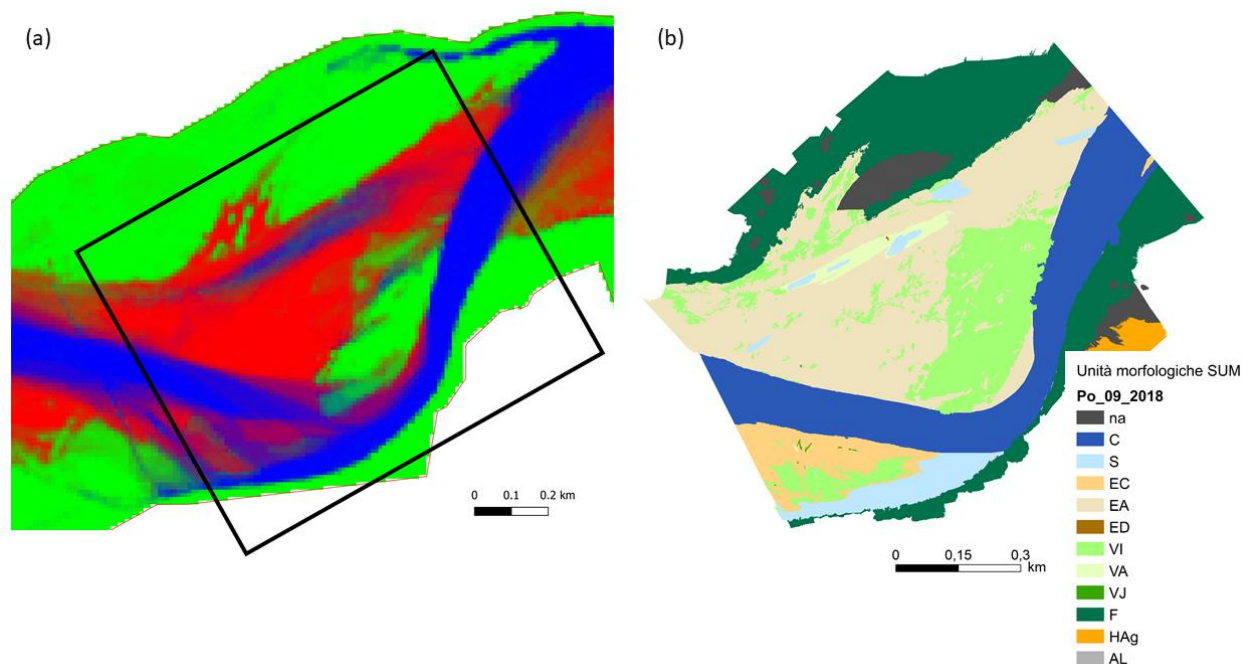 (a)
(b)
0 0.1 0.2 km
0 0,15 0,3
km
Unità morfologiche SUM
Po_09_2018
na
C
S
EC
EA
ED
VI
VA
VJ
F
HAg
AL